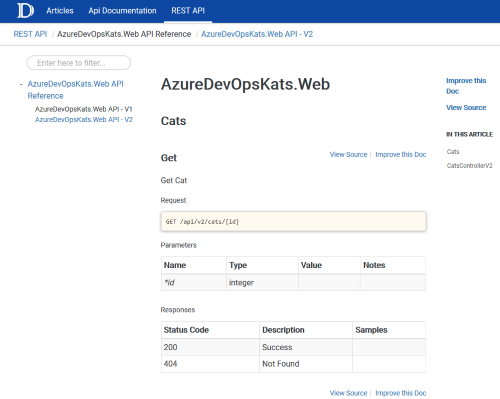 Articles Api Documentation REST API
REST API / AzureDevOpsKats.Web API Reference / AzureDevOpsKats.Web API - V2
Enter here to filter...
- AzureDevOpsKats.Web API
Reference
AzureDevOpsKats.Web API - V1
AzureDevOpsKats.Web API - V2
AzureDevOpsKats.Web
Cats
Get
View Source | Improve this Doc
Get Cat
Request
GET /api/v2/cats/{id}
Parameters
Name Type Value Notes
*id integer
Responses
Status Code Description Samples
200 Success
404 Not Found
View Source | Improve this Doc
Improve this
Doc
View Source
IN THIS ARTICLE
Cats
CatsControllerV2